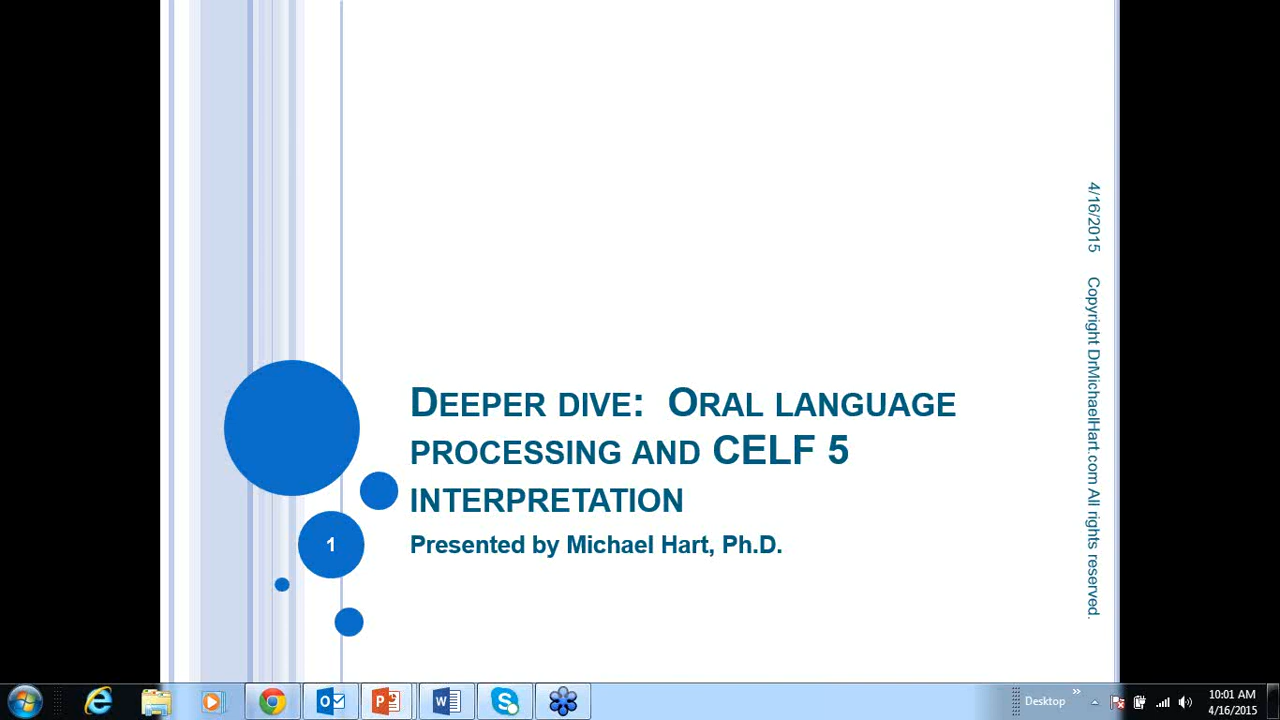 DEEPER DIVE: ORAL LANGUAGE
PROCESSING AND CELF 5
INTERPRETATION
Presented by Michael Hart, Ph.D.
1
4/16/2015 Copyright DrMichaelHart.com All rights reserved.
Desktop
10:01 AM
4/16/2015